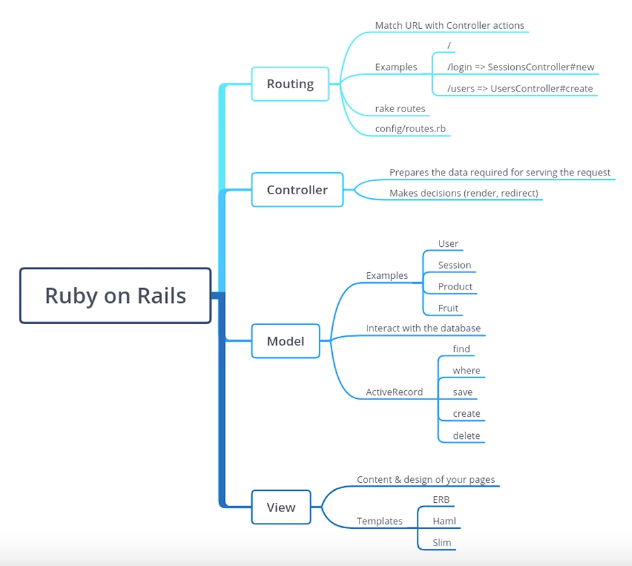 Ruby on Rails
Routing
Match URL with Controller actions
Examples
/
/login => SessionsController#new
/users => UsersController#create
rake routes
config/routes.rb
Controller
Prepares the data required for serving the request
Makes decisions (render, redirect)
Model
Examples
User
Session
Product
Fruit
Interact with the database
ActiveRecord
find
where
save
create
delete
View
Content & design of your pages
Templates
ERB
Haml
Slim